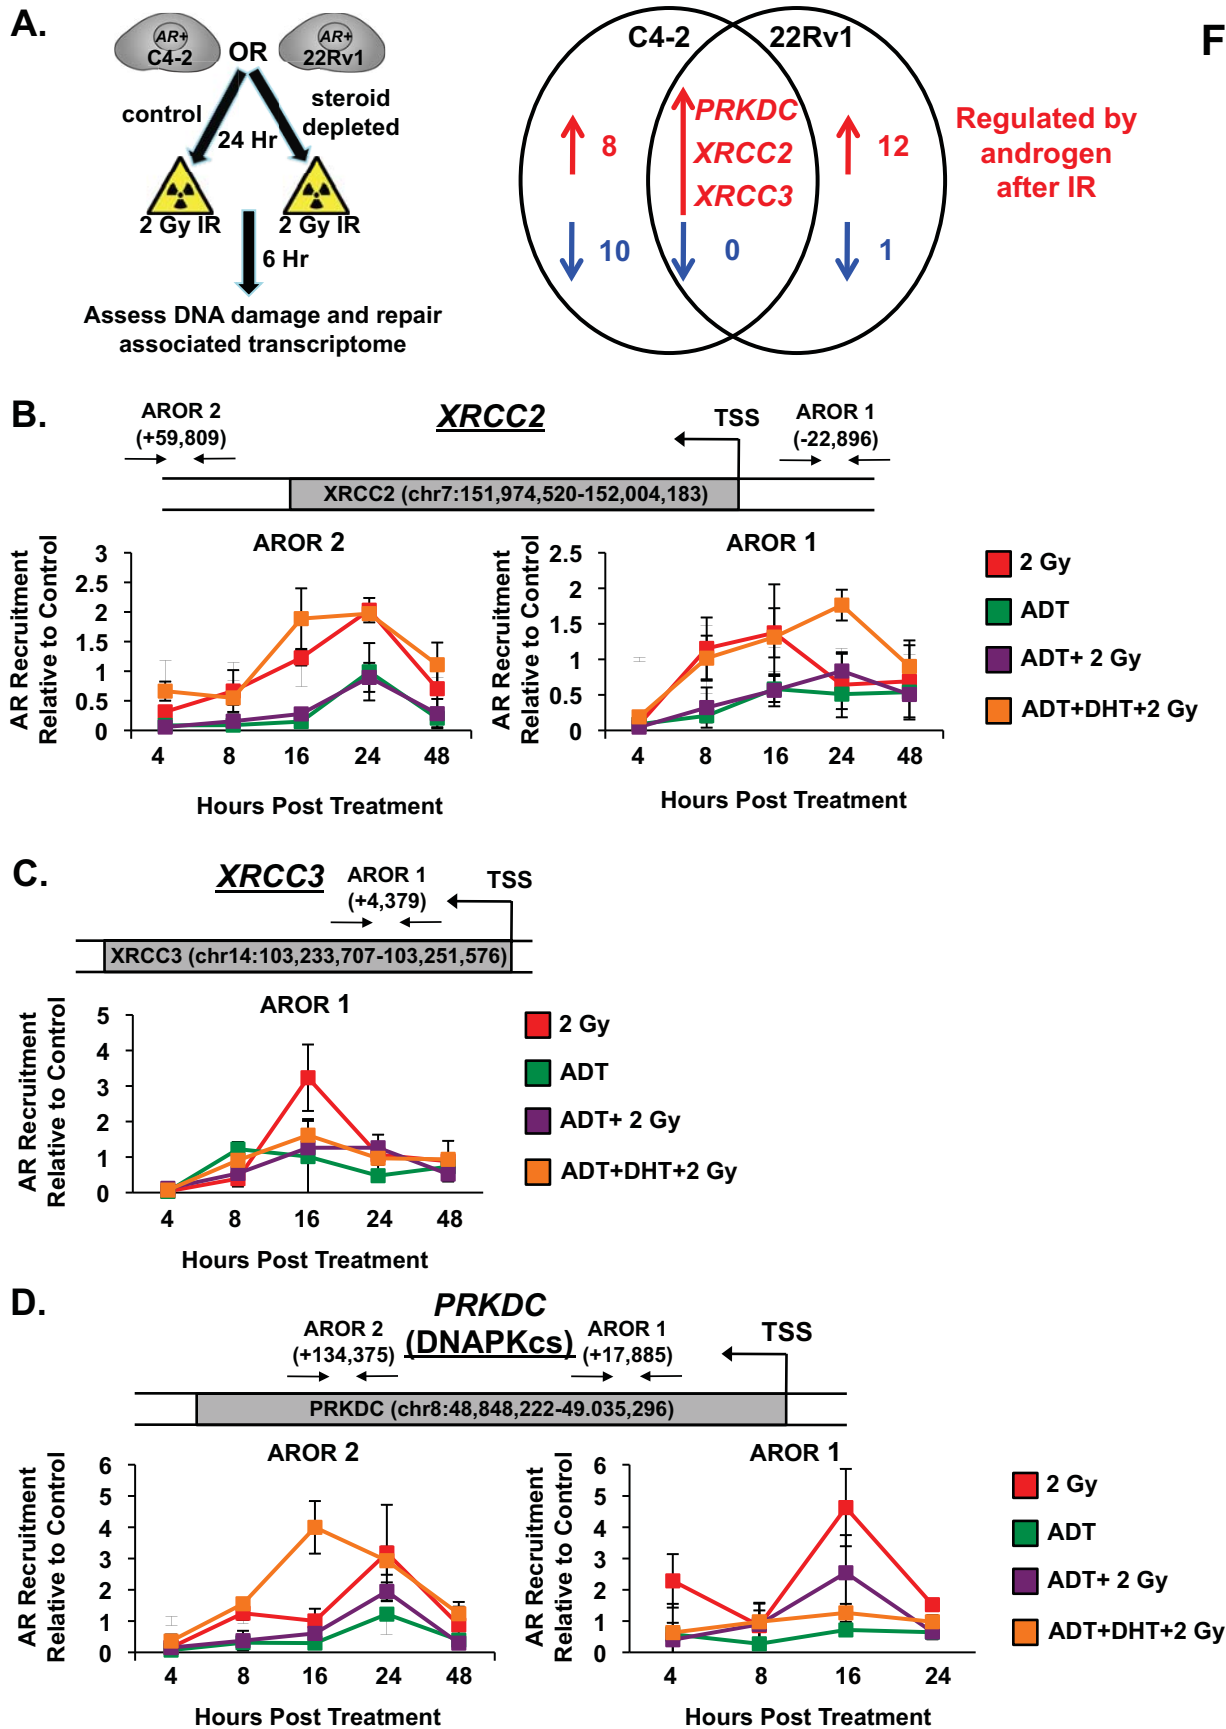 A.
AR+
C4-2
OR
AR+
22Rv1
control
steroid
depleted
24 Hr
2 Gy IR
2 Gy IR
6 Hr
Assess DNA damage and repair
associated transcriptome
C4-2
22Rv1
8
PRKDC
XRCC2
XRCC3
12
10
0
1
Regulated by
androgen
after IR
F
B.
AROR 2
(+59,809)
XRCC2
TSS
AROR 1
(-22,896)
XRCC2 (chr7:151,974,520-152,004,183)
AROR 2
AR Recruitment
Relative to Control
3
2.5
2
1.5
1
0.5
0
4 8 16 24 48
Hours Post Treatment
AROR 1
AR Recruitment
Relative to Control
2.5
2
1.5
1
0.5
0
4 8 16 24 48
Hours Post Treatment
2 Gy
ADT
ADT+ 2 Gy
ADT+DHT+2 Gy
C.
XRCC3
AROR 1
(+4,379)
TSS
XRCC3 (chr14:103,233,707-103,251,576)
AROR 1
AR Recruitment
Relative to Control
5
4
3
2
1
0
4 8 16 24 48
Hours Post Treatment
2 Gy
ADT
ADT+ 2 Gy
ADT+DHT+2 Gy
D.
PRKDC
(DNAPKcs)
AROR 2
(+134,375)
AROR 1
(+17,885)
TSS
PRKDC (chr8:48,848,222-49.035,296)
AROR 2
AR Recruitment
Relative to Control
6
5
4
3
2
1
0
4 8 16 24 48
Hours Post Treatment
AROR 1
AR Recruitment
Relative to Control
6
5
4
3
2
1
0
4 8 16 24
Hours Post Treatment
2 Gy
ADT
ADT+ 2 Gy
ADT+DHT+2 Gy